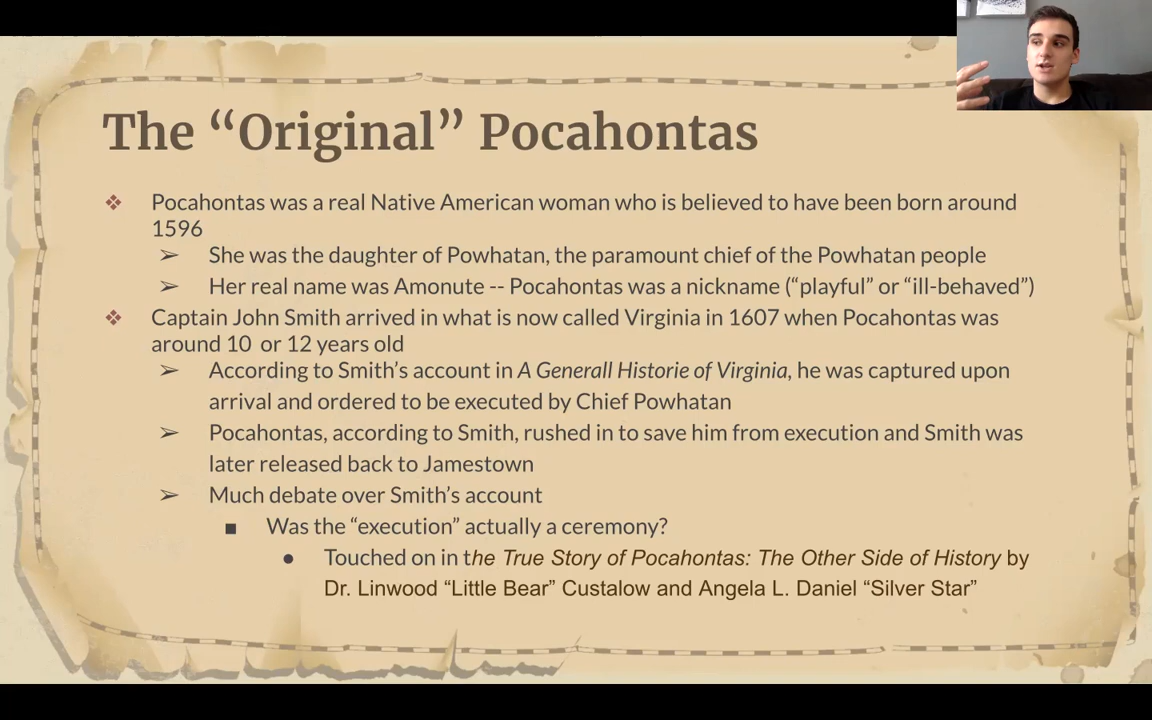 The “Original” Pocahontas
Pocahontas was a real Native American woman who is believed to have been born around
1596
She was the daughter of Powhatan, the paramount chief of the Powhatan people
Her real name was Amonute -- Pocahontas was a nickname (“playful” or “ill-behaved”)
Captain John Smith arrived in what is now called Virginia in 1607 when Pocahontas was
around 10 or 12 years old
According to Smith’s account in A Generall Historie of Virginia, he was captured upon
arrival and ordered to be executed by Chief Powhatan
Pocahontas, according to Smith, rushed in to save him from execution and Smith was
later released back to Jamestown
Much debate over Smith’s account
Was the “execution” actually a ceremony?
Touched on in the True Story of Pocahontas: The Other Side of History by
Dr. Linwood “Little Bear” Custalow and Angela L. Daniel “Silver Star”